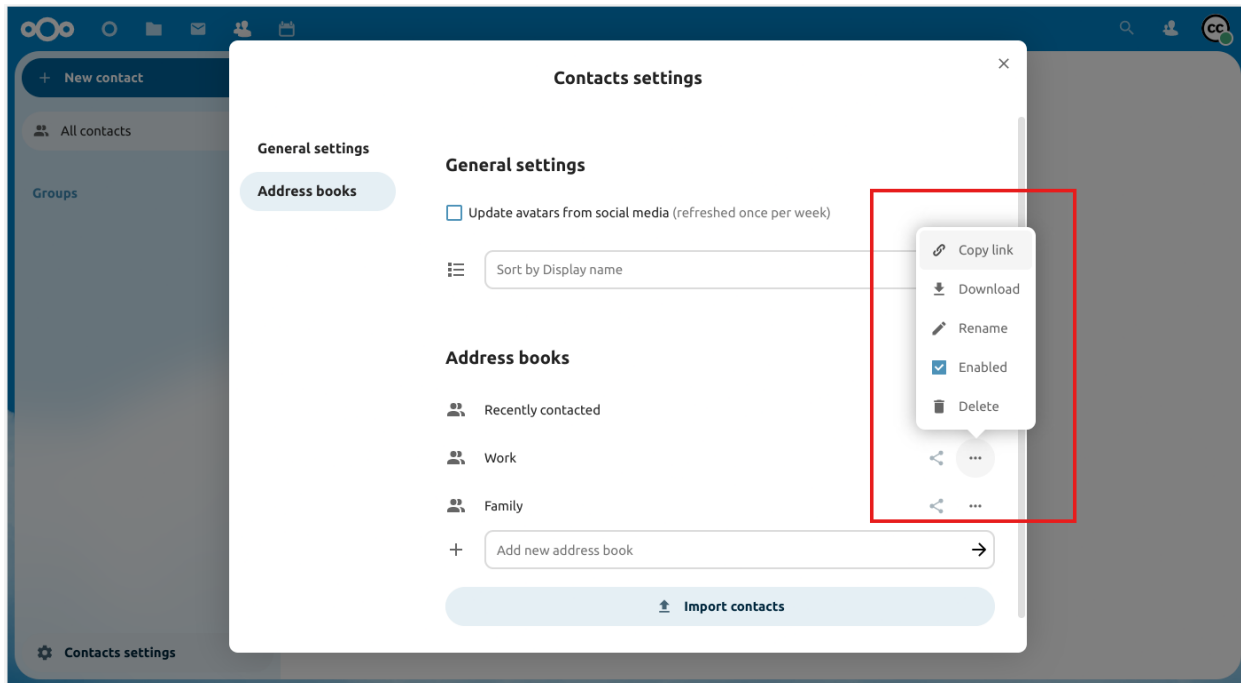 CC
New contact
All contacts
Groups
Contacts settings
Contacts settings
General settings
Address books
General settings
Update avatars from social media (refreshed once per week)
Sort by Display name
Address books
Recently contacted
Work
Family
Add new address book
Import contacts
Copy link
Download
Rename
Enabled
Delete